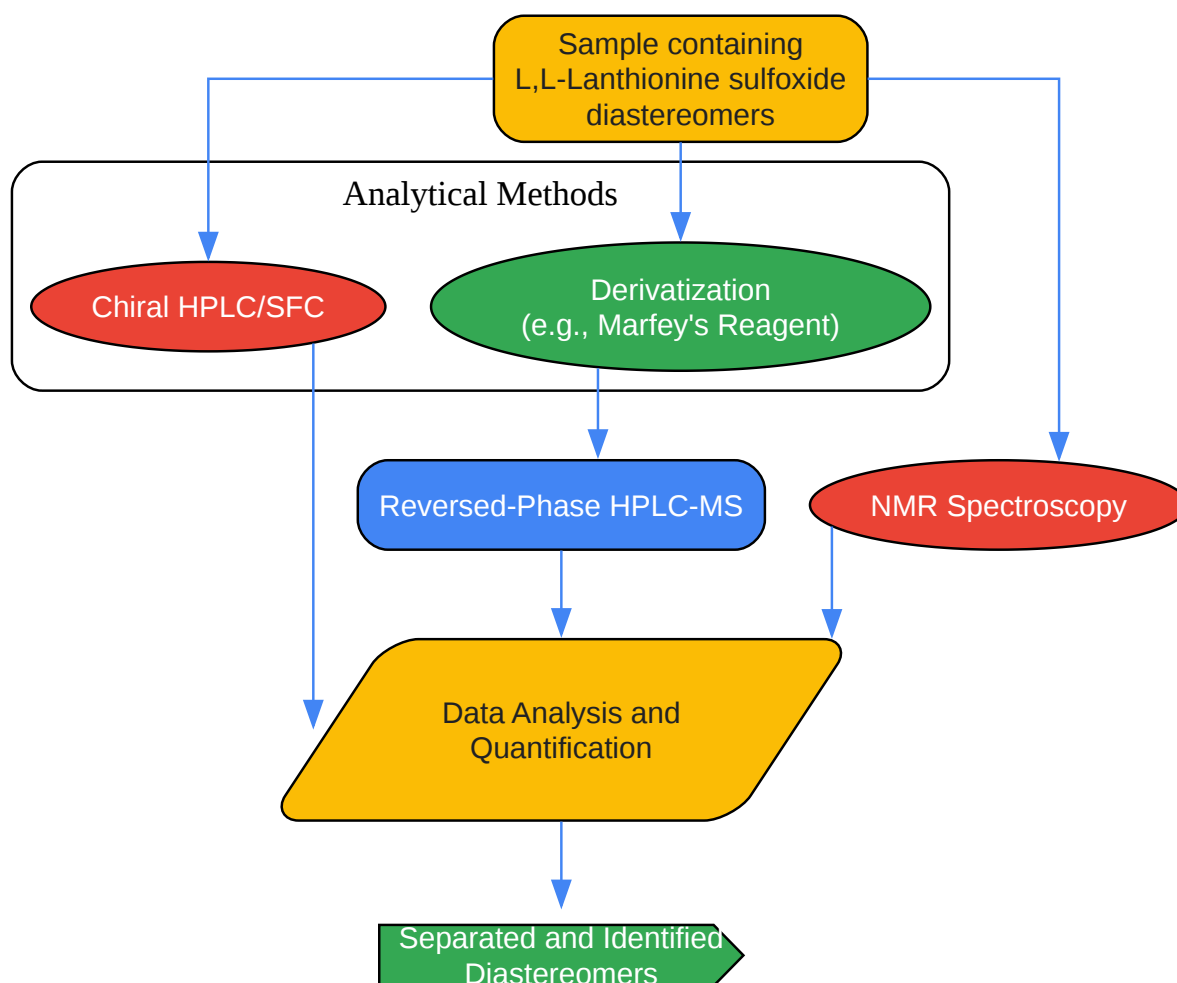 Sample containing
L,L-Lanthionine sulfoxide
diastereomers
Analytical Methods
Chiral HPLC/SFC
Derivatization
(e.g., Marfey's Reagent)
Reversed-Phase HPLC-MS
NMR Spectroscopy
Data Analysis and
Quantification
Separated and Identified
Diastereomers